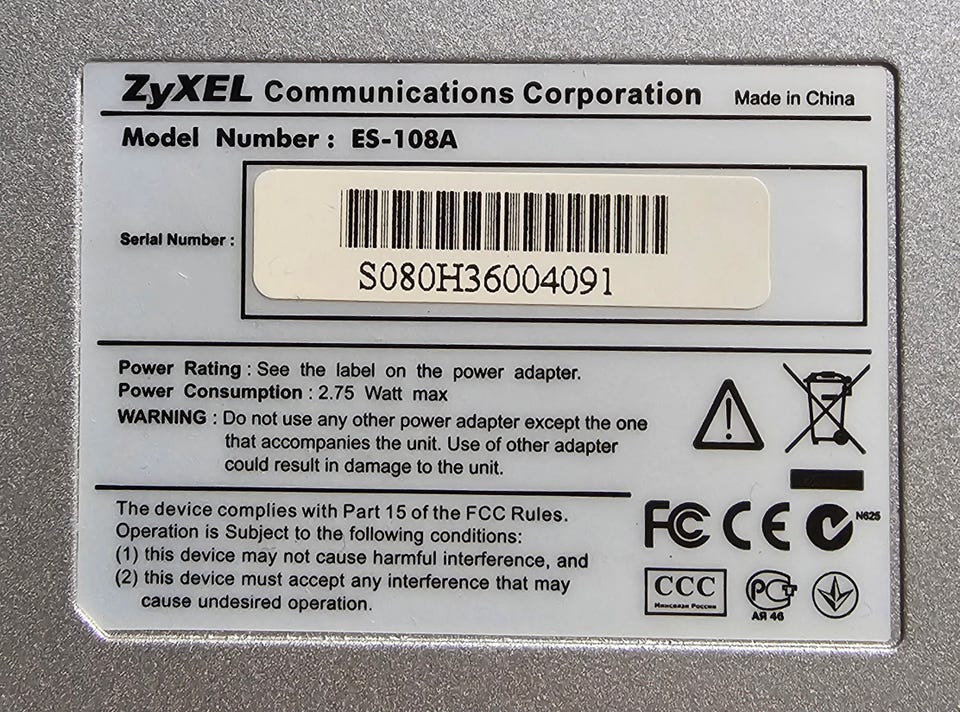 ZyXEL Communications Corporation Made in China
Model Number : ES-108A
Serial Number :
S080H36004091
Power Rating : See the label on the power adapter.
Power Consumption : 2.75 Watt max
WARNING : Do not use any other power adapter except the one
that accompanies the unit. Use of other adapter
could result in damage to the unit.
The device complies with Part 15 of the FCC Rules.
Operation is Subject to the following conditions:
(1) this device may not cause harmful interference, and
(2) this device must accept any interference that may
cause undesired operation.
FC CE N625
CCC
Минсвязи России
РСТ
АЯ 46